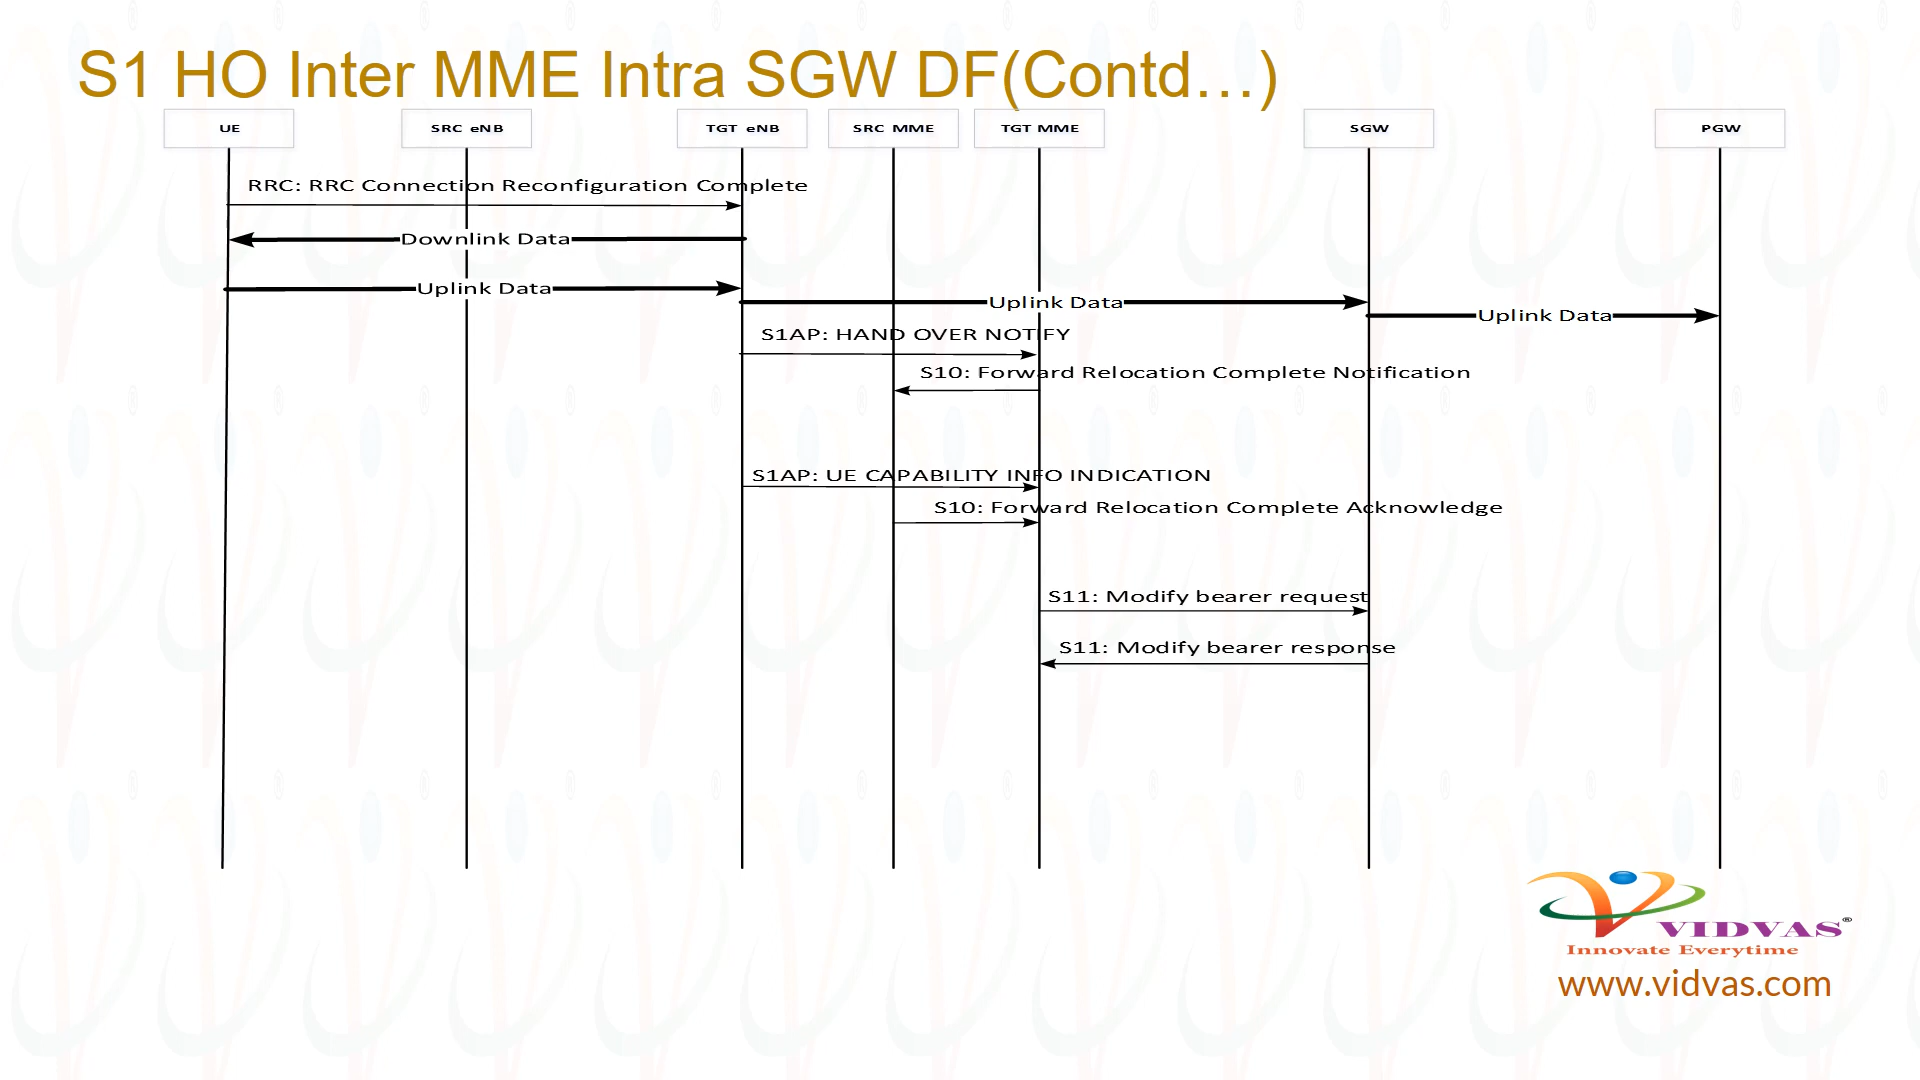 S1 HO Inter MME Intra SGW DF(Contd…)
UE
SRC eNB
TGT eNB
SRC MME
TGT MME
SGW
PGW
RRC: RRC Connection Reconfiguration Complete
Downlink Data
Uplink Data
Uplink Data
Uplink Data
S1AP: HAND OVER NOTIFY
S10: Forward Relocation Complete Notification
S1AP: UE CAPABILITY INFO INDICATION
S10: Forward Relocation Complete Acknowledge
S11: Modify bearer request
S11: Modify bearer response
VIDVAS®
Innovate Everytime
www.vidvas.com